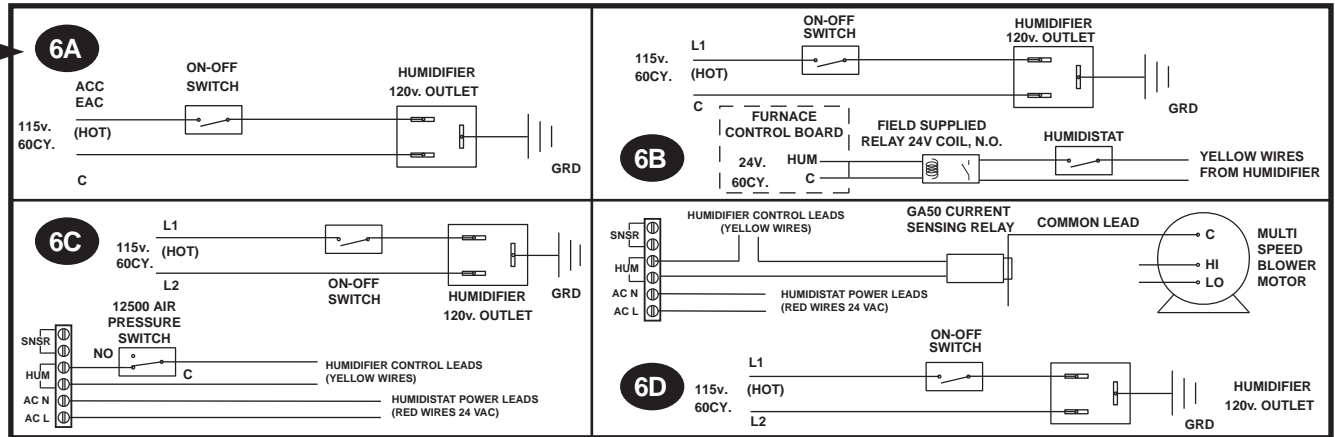 6A
ACC
EAC
ON-OFF
SWITCH
HUMIDIFIER
120v. OUTLET
115v.
60CY.
(HOT)
C
GRD
6B
115v.
60CY.
L1
(HOT)
C
ON-OFF
SWITCH
HUMIDIFIER
120v. OUTLET
GRD
FURNACE
CONTROL BOARD
24V.
60CY.
HUM
C
FIELD SUPPLIED
RELAY 24V COIL, N.O.
HUMIDISTAT
YELLOW WIRES
FROM HUMIDIFIER
6C
115v.
60CY.
L1
(HOT)
L2
ON-OFF
SWITCH
HUMIDIFIER
120v. OUTLET
GRD
12500 AIR
PRESSURE
SWITCH
NO
C
SNSR
HUM
AC N
AC L
HUMIDIFIER CONTROL LEADS
(YELLOW WIRES)
HUMIDISTAT POWER LEADS
(RED WIRES 24 VAC)
SNSR
HUM
AC N
AC L
HUMIDIFIER CONTROL LEADS
(YELLOW WIRES)
HUMIDISTAT POWER LEADS
(RED WIRES 24 VAC)
GA50 CURRENT
SENSING RELAY
COMMON LEAD
C
HI
LO
MULTI
SPEED
BLOWER
MOTOR
6D
115v.
60CY.
L1
(HOT)
L2
ON-OFF
SWITCH
GRD
HUMIDIFIER
120v. OUTLET